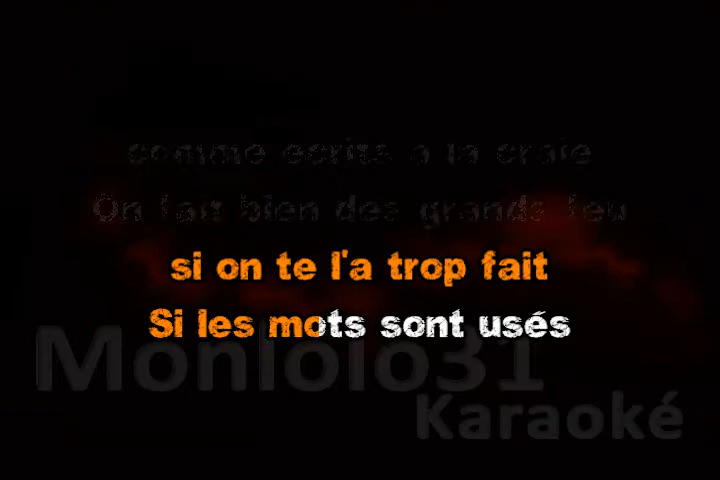 comme ecrits a la craie
On fait bien des grands feu
si on te l'a trop fait
Si les mots sont usés
Monlolo31
Karaoké